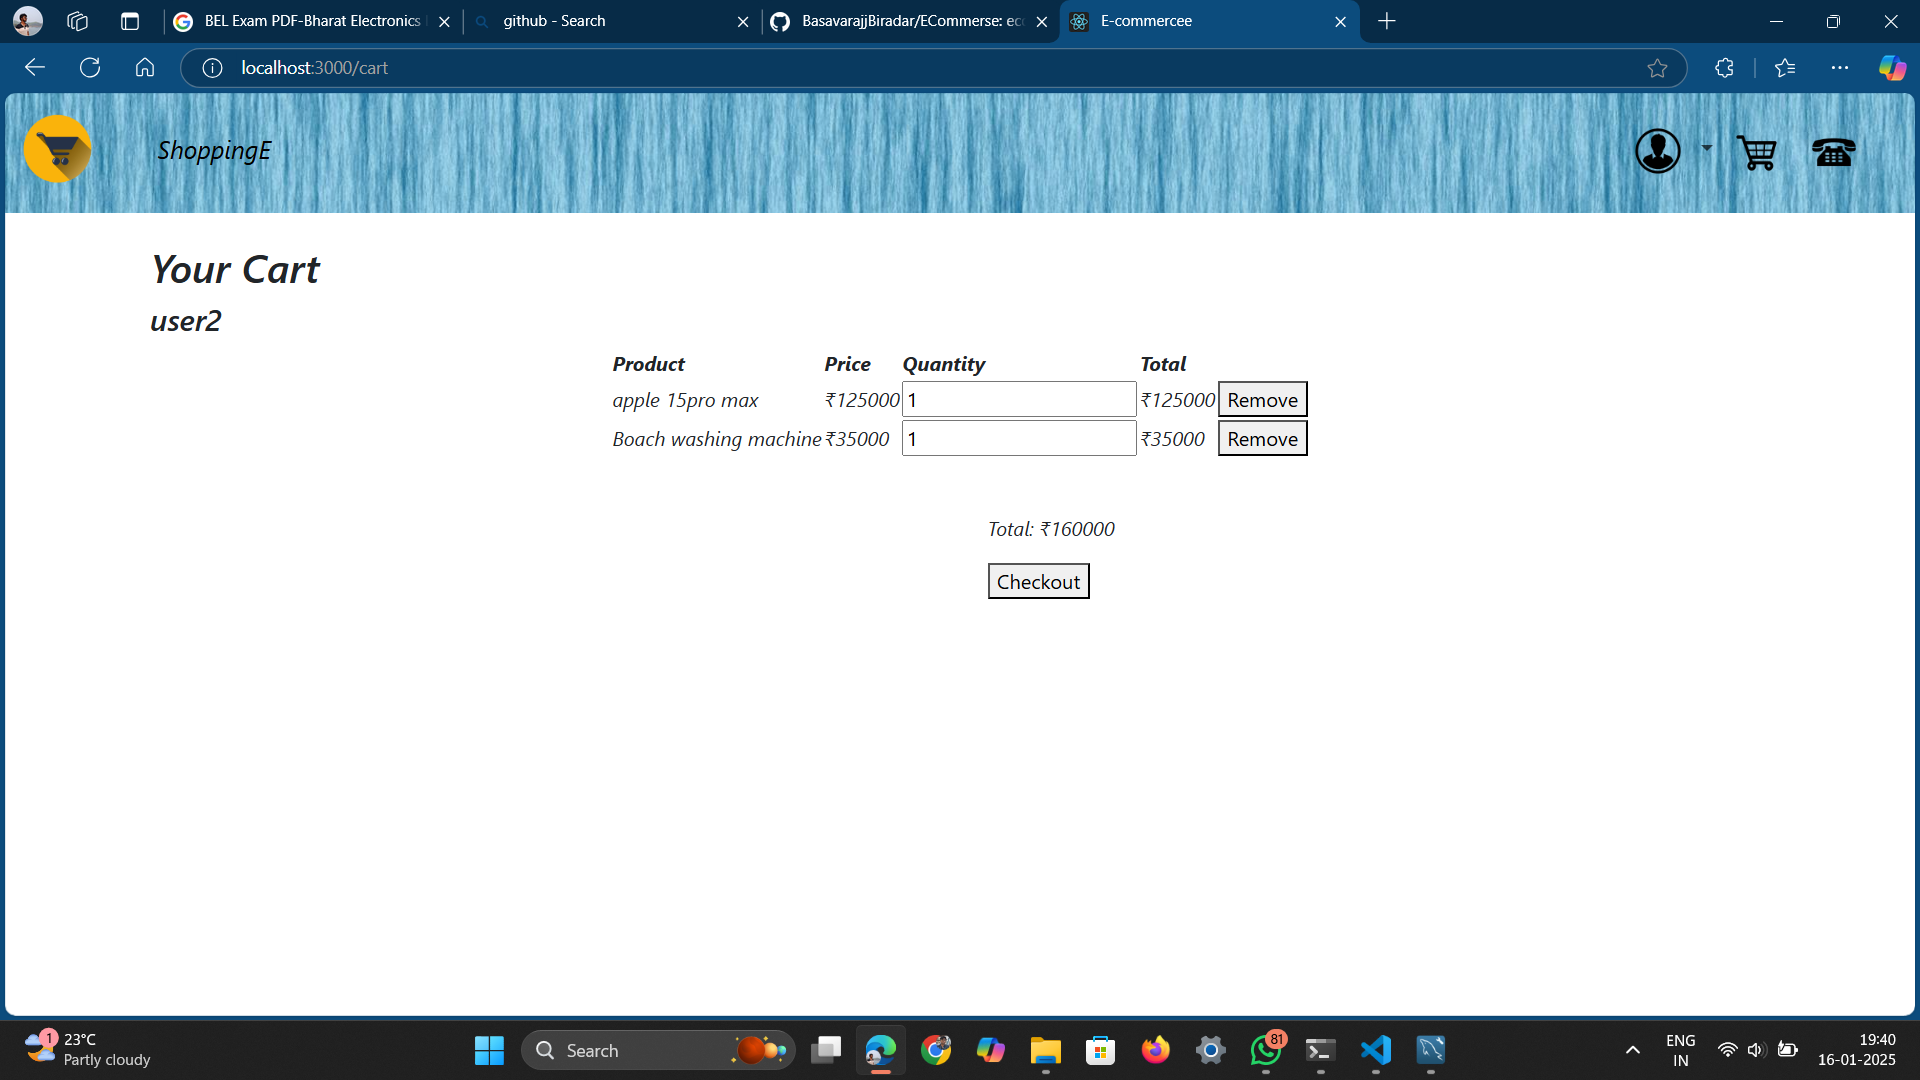 BEL Exam PDF-Bharat Electronics
github - Search
BasavarajjBiradar/ECommerse: ec
E-commercee
localhost:3000/cart
ShoppingE
Your Cart
user2
Product Price Quantity Total
apple 15pro max ₹125000 1 ₹125000 Remove
Boach washing machine ₹35000 1 ₹35000 Remove
Total: ₹160000
Checkout
1
23°C
Partly cloudy
Search
81
ENG
IN
19:40
16-01-2025